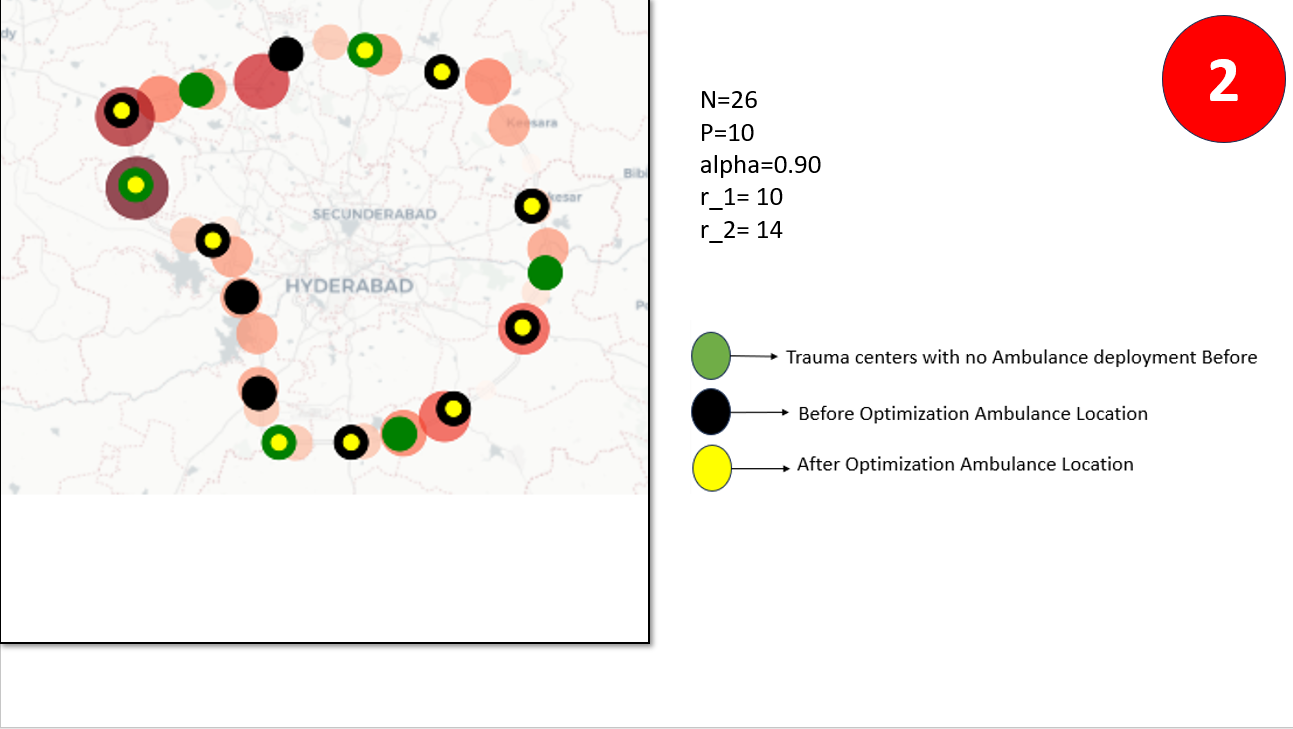 dy
Keesara
Bibi
kesar
SECUNDERABAD
HYDERABAD
2
N=26
P=10
alpha=0.90
r_1= 10
r_2= 14
Trauma centers with no Ambulance deployment Before
Before Optimization Ambulance Location
After Optimization Ambulance Location